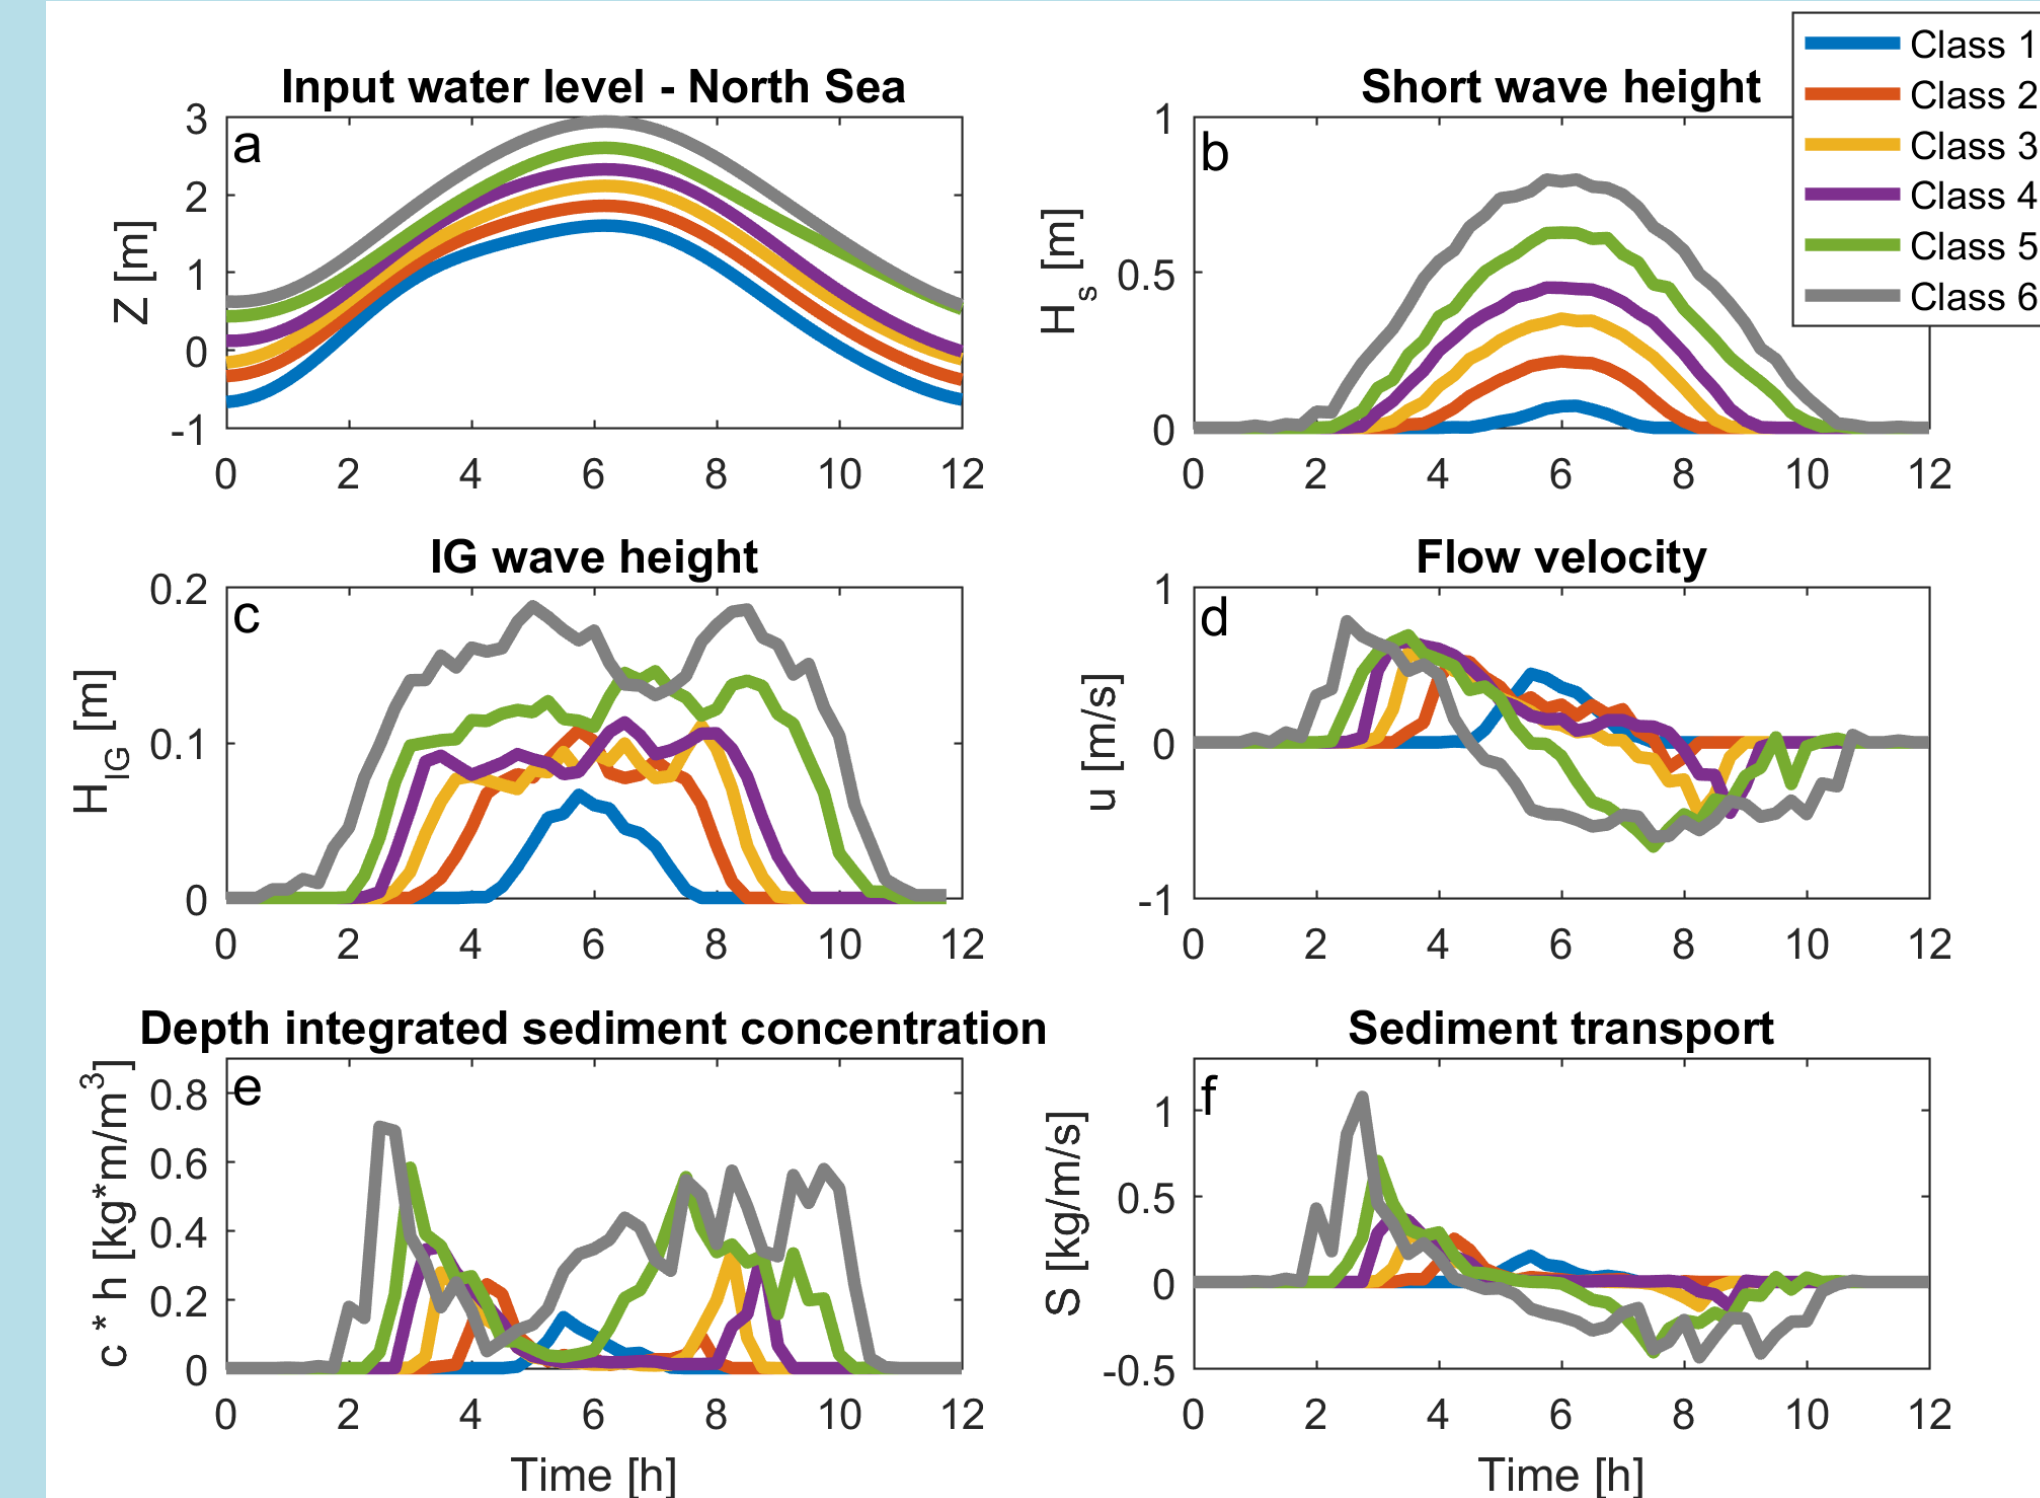 Class 1
Class 2
Class 3
Class 4
Class 5
Class 6
Input water level - North Sea
a
Z [m]
3
2
1
0
-1
0 2 4 6 8 10 12
Short wave height
b
H_s [m]
1
0.5
0
0 2 4 6 8 10 12
IG wave height
c
H_IG [m]
0.2
0.1
0
0 2 4 6 8 10 12
Flow velocity
d
u [m/s]
1
0
-1
0 2 4 6 8 10 12
Depth integrated sediment concentration
e
c * h [kg*m/m³]
0.8
0.6
0.4
0.2
0
0 2 4 6 8 10 12
Time [h]
Sediment transport
f
S [kg/m/s]
1
0.5
0
-0.5
0 2 4 6 8 10 12
Time [h]